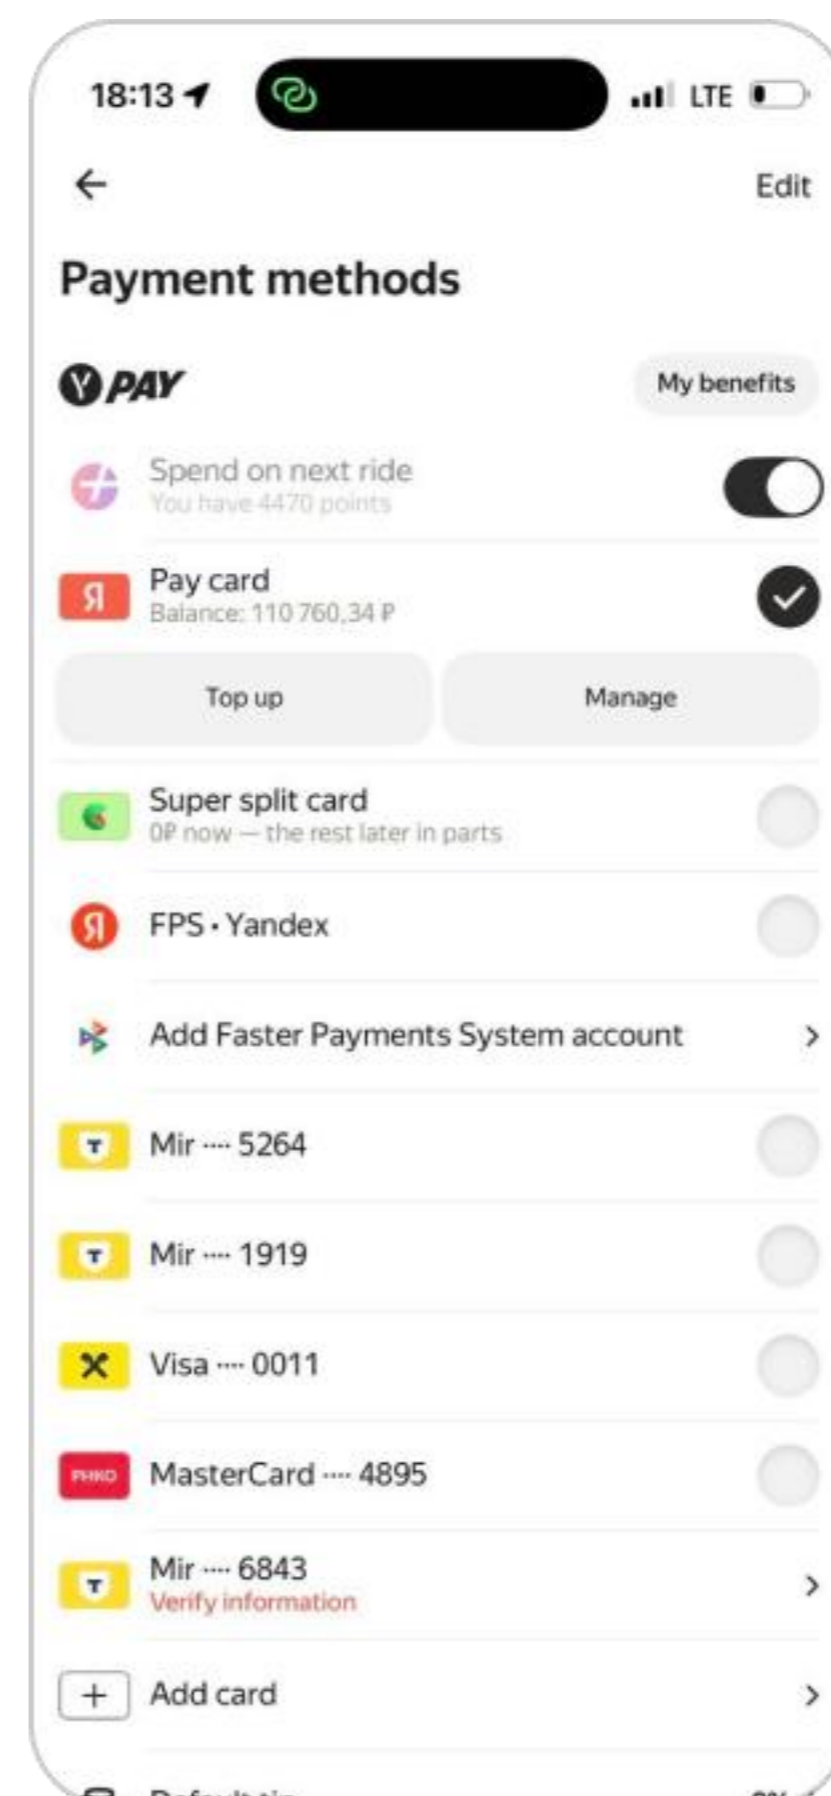 18:13
LTE
Edit
Payment methods
Y PAY
My benefits
Spend on next ride
You have 4470 points
Я
Pay card
Balance: 110 760,34 ₽
Top up
Manage
Super split card
0₽ now — the rest later in parts
Я
FPS • Yandex
Add Faster Payments System account
T
Mir ···· 5264
T
Mir ···· 1919
Visa ···· 0011
РНКО
MasterCard ···· 4895
T
Mir ···· 6843
Verify information
Add card